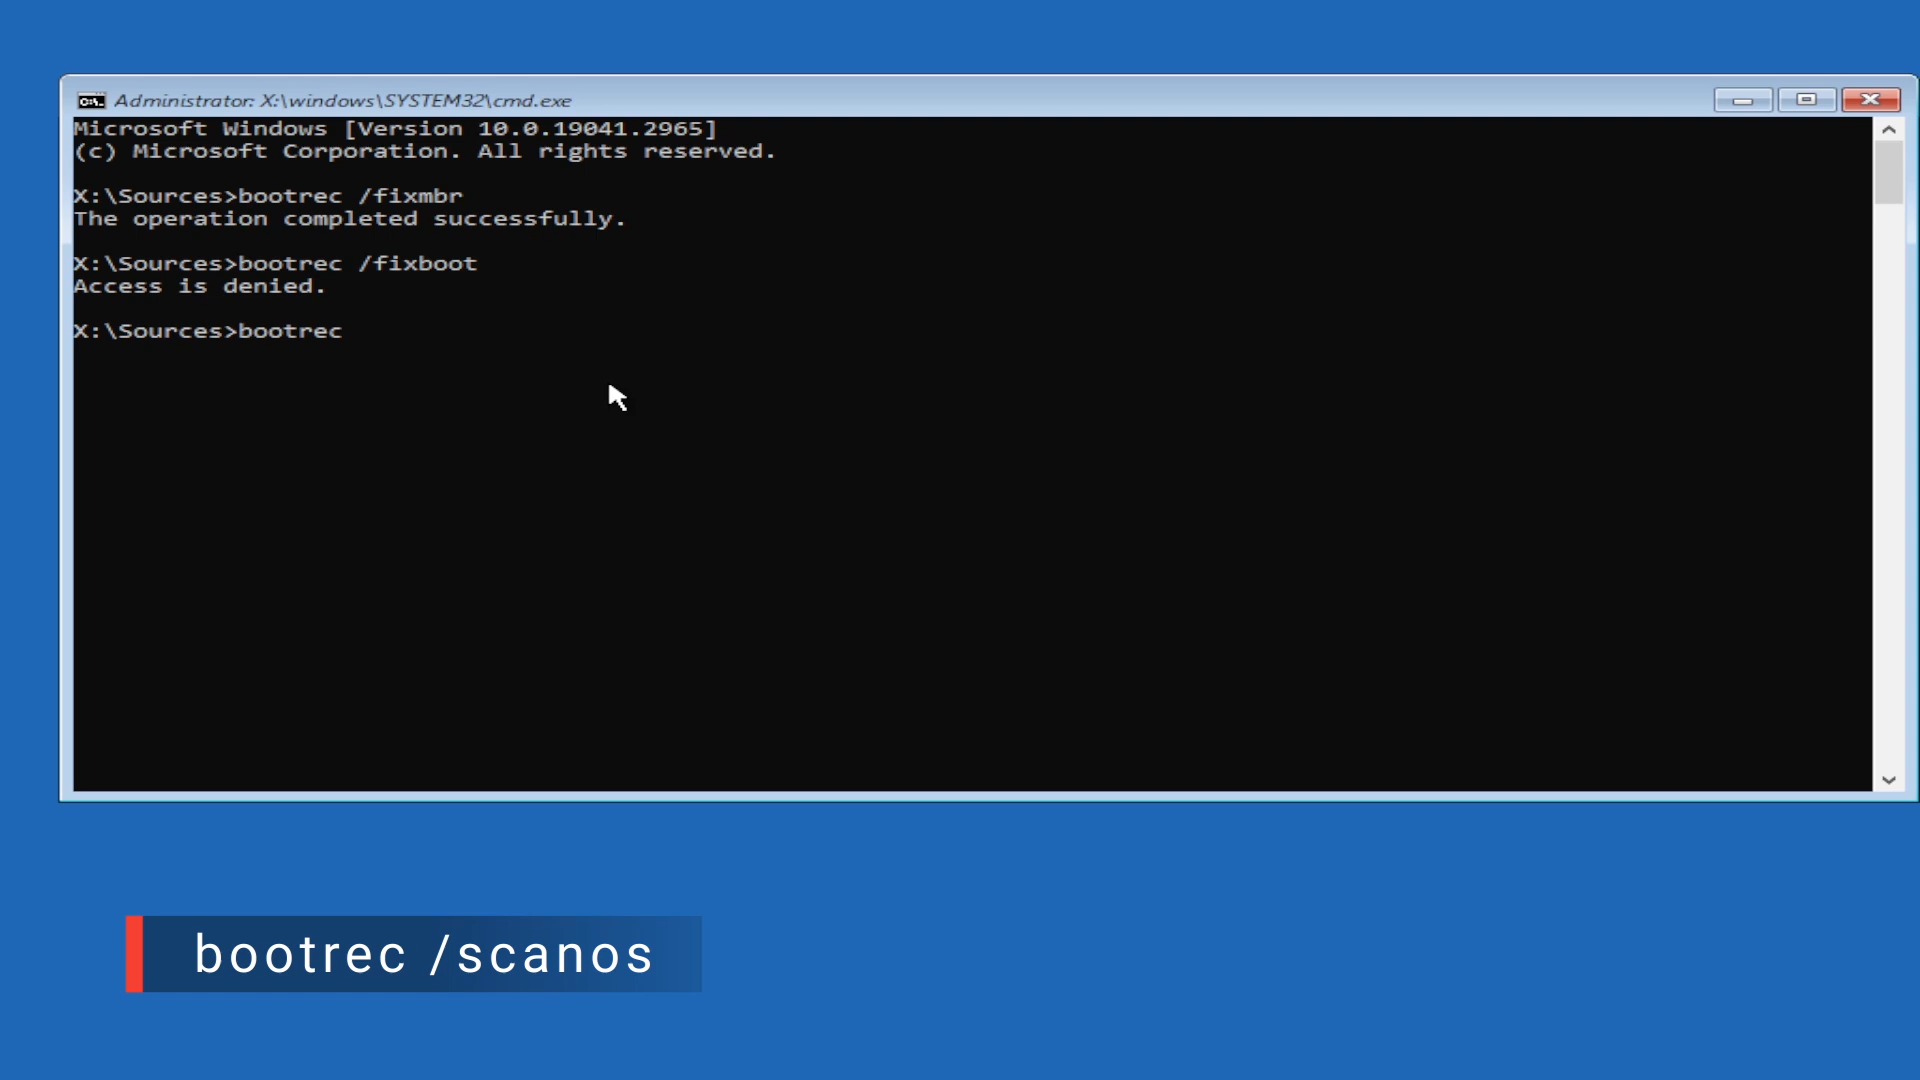 Administrator: X:\windows\SYSTEM32\cmd.exe
Microsoft Windows [Version 10.0.19041.2965]
(c) Microsoft Corporation. All rights reserved.
X:\Sources>bootrec /fixmbr
The operation completed successfully.
X:\Sources>bootrec /fixboot
Access is denied.
X:\Sources>bootrec
bootrec /scanos